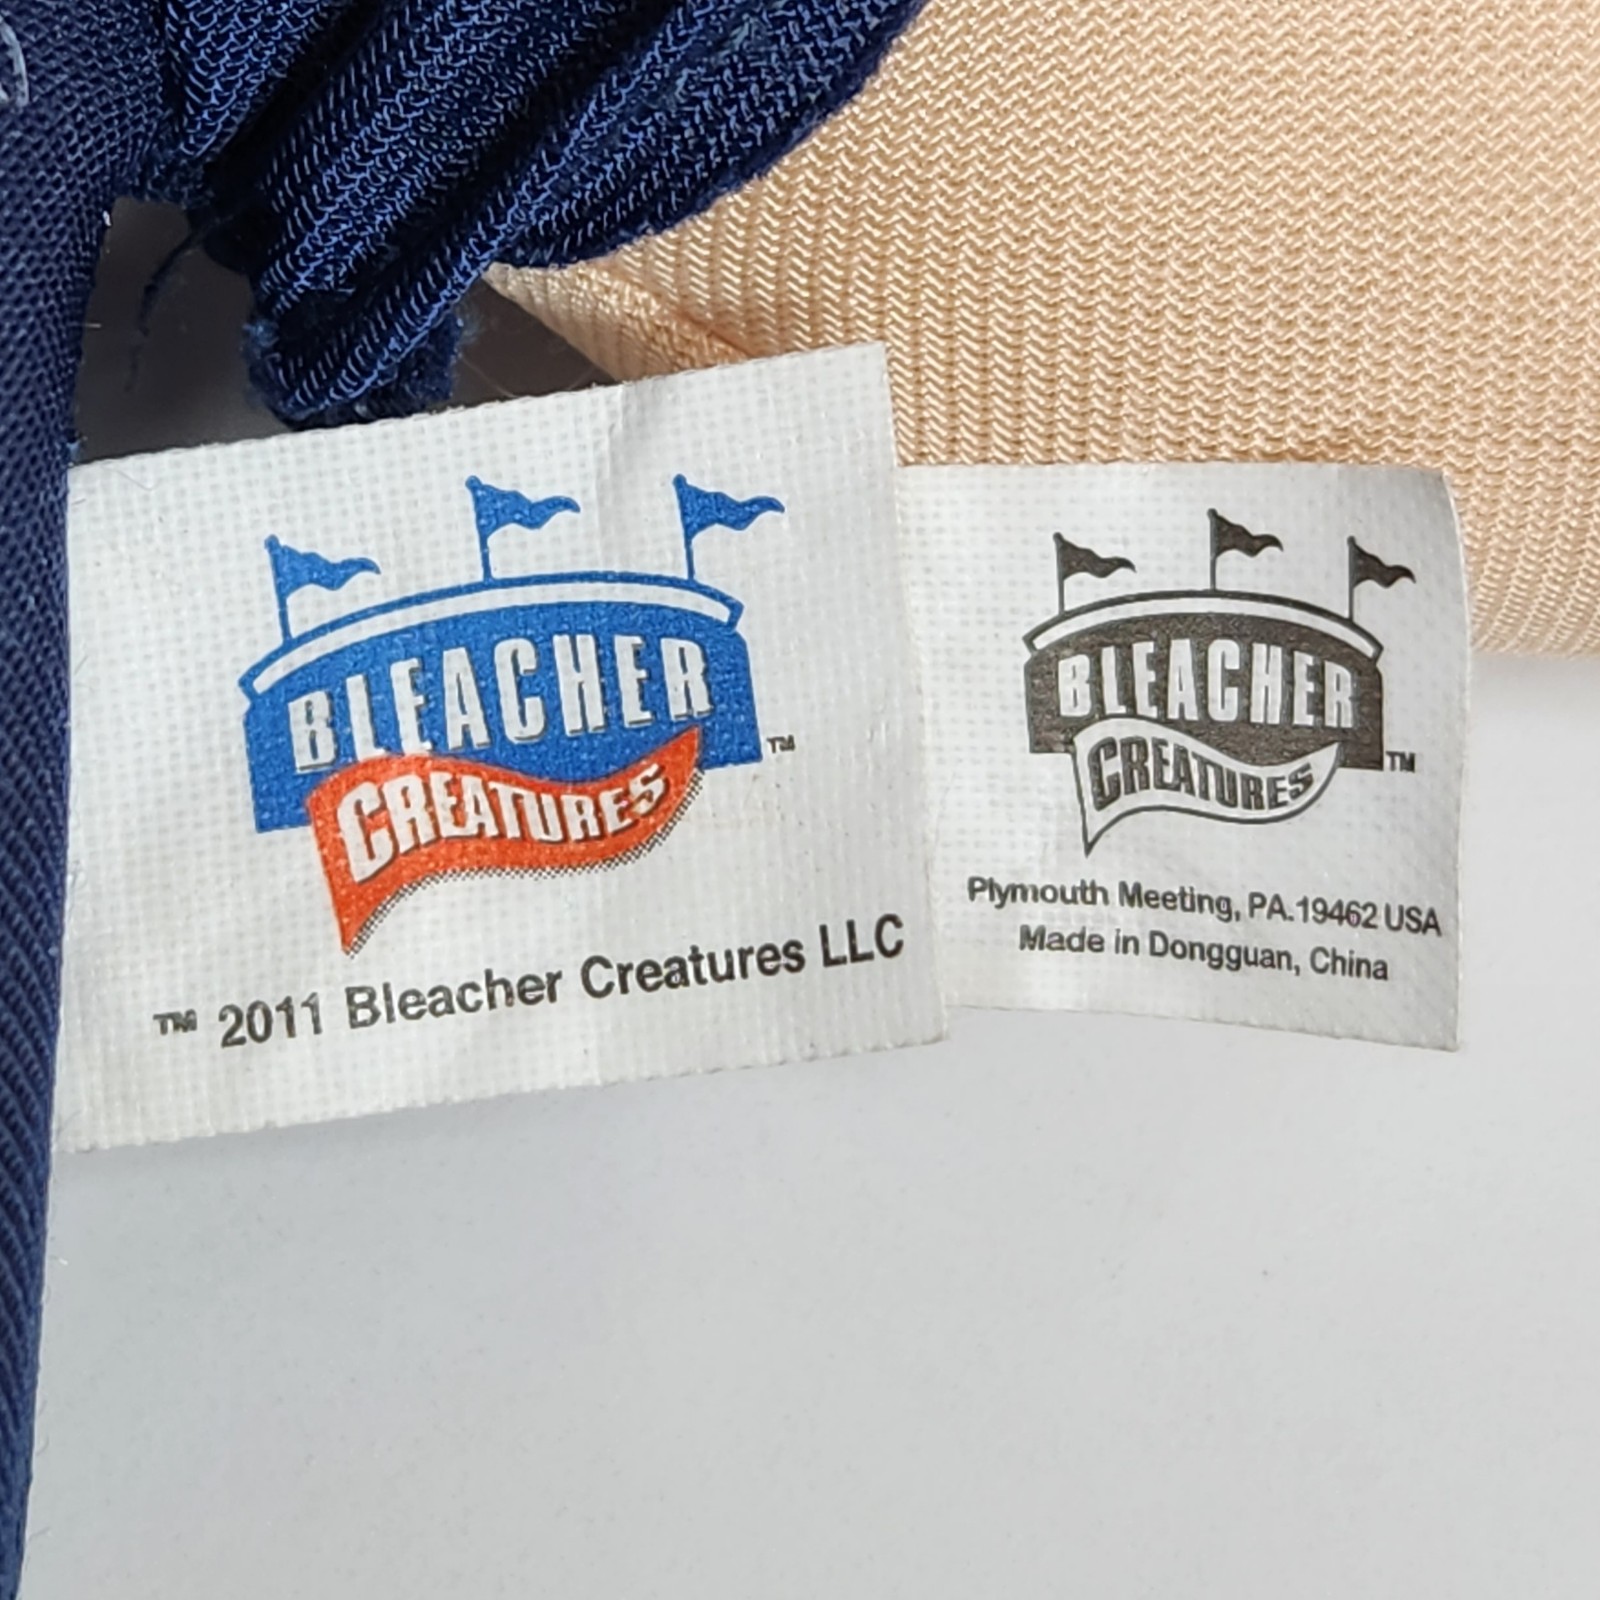 BLEACHER
CREATURES
TM
TM 2011 Bleacher Creatures LLC
BLEACHER
CREATURES
TM
Plymouth Meeting, PA.19462 USA
Made in Dongguan, China